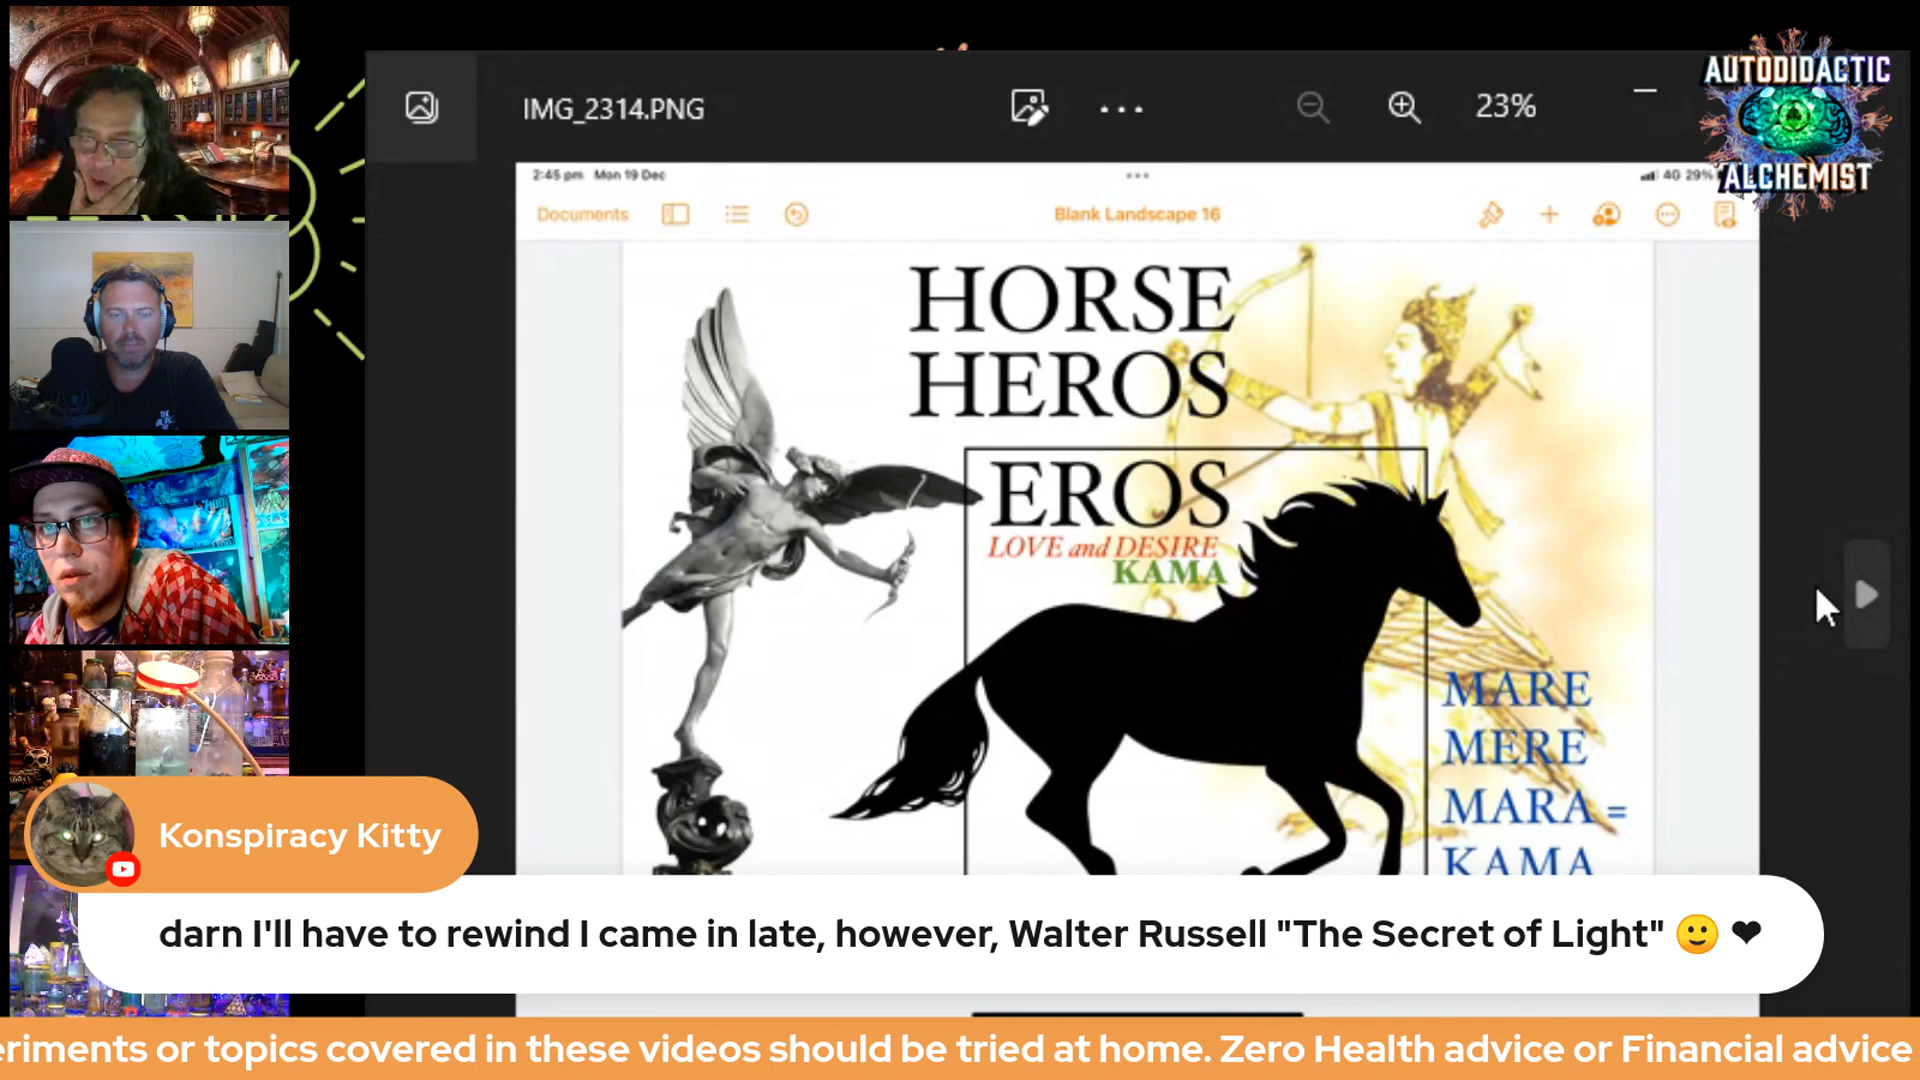 IMG_2314.PNG
23%
AUTODIDACTIC
ALCHEMIST
2:45 pm Mon 19 Dec
4G 29%
Documents
Blank Landscape 16
HORSE
HEROS
EROS
LOVE and DESIRE
KAMA
MARE
MERE
MARA =
KAMA
Konspiracy Kitty
darn I'll have to rewind I came in late, however, Walter Russell "The Secret of Light" 🙂 ❤
eriments or topics covered in these videos should be tried at home. Zero Health advice or Financial advice